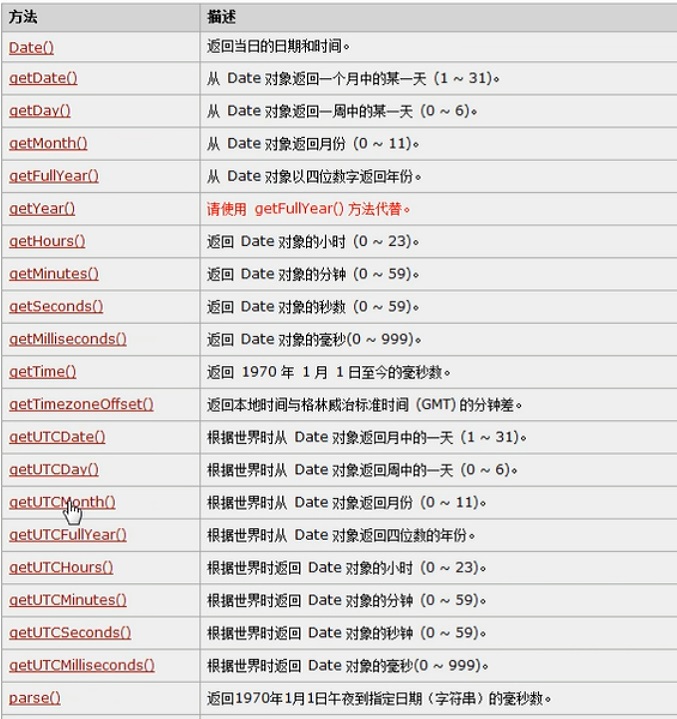 方法 描述
Date() 返回当日的日期和时间。
getDate() 从 Date 对象返回一个月中的某一天 (1 ~ 31)。
getDay() 从 Date 对象返回一周中的某一天 (0 ~ 6)。
getMonth() 从 Date 对象返回月份 (0 ~ 11)。
getFullYear() 从 Date 对象以四位数字返回年份。
getYear() 请使用 getFullYear() 方法代替。
getHours() 返回 Date 对象的小时 (0 ~ 23)。
getMinutes() 返回 Date 对象的分钟 (0 ~ 59)。
getSeconds() 返回 Date 对象的秒数 (0 ~ 59)。
getMilliseconds() 返回 Date 对象的毫秒(0 ~ 999)。
getTime() 返回 1970 年 1 月 1 日至今的毫秒数。
getTimezoneOffset() 返回本地时间与格林威治标准时间 (GMT) 的分钟差。
getUTCDate() 根据世界时从 Date 对象返回月中的一天 (1 ~ 31)。
getUTCDay() 根据世界时从 Date 对象返回周中的一天 (0 ~ 6)。
getUTCMonth() 根据世界时从 Date 对象返回月份 (0 ~ 11)。
getUTCFullYear() 根据世界时从 Date 对象返回四位数的年份。
getUTCHours() 根据世界时返回 Date 对象的小时 (0 ~ 23)。
getUTCMinutes() 根据世界时返回 Date 对象的分钟 (0 ~ 59)。
getUTCSeconds() 根据世界时返回 Date 对象的秒钟 (0 ~ 59)。
getUTCMilliseconds() 根据世界时返回 Date 对象的毫秒(0 ~ 999)。
parse() 返回1970年1月1日午夜到指定日期（字符串）的毫秒数。